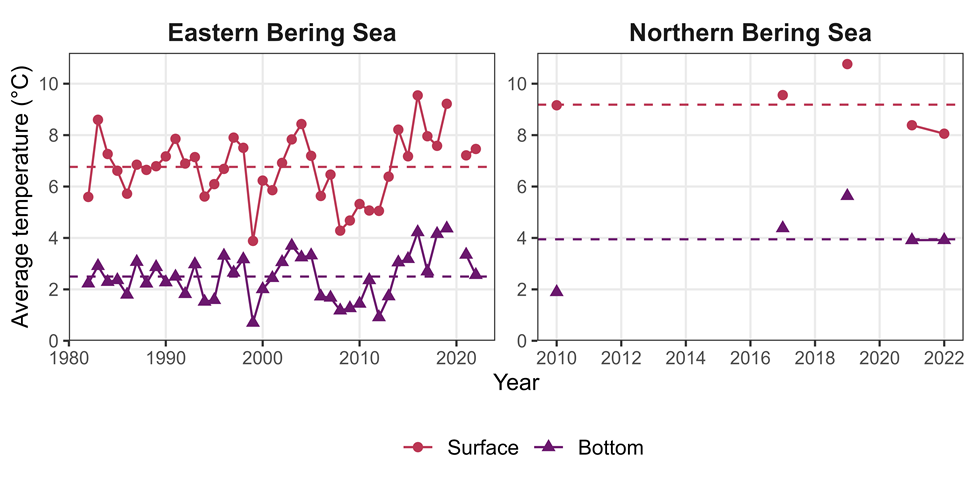 Eastern Bering Sea
Northern Bering Sea
Average temperature (°C)
10
8
6
4
2
0
1980 1990 2000 2010 2020
10
8
6
4
2
0
2010 2012 2014 2016 2018 2020 2022
Year
Surface Bottom